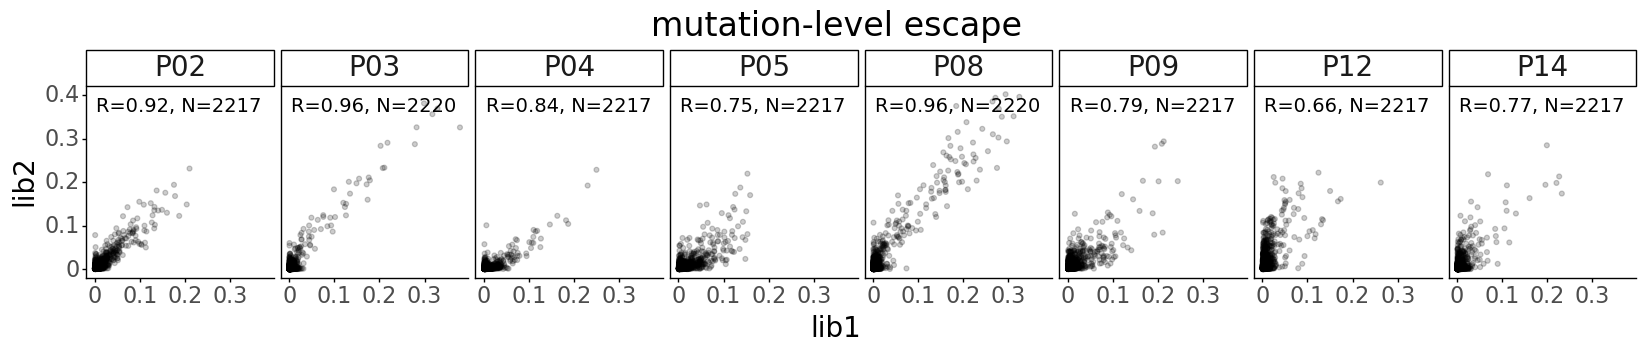 mutation-level escape
P02 P03 P04 P05 P08 P09 P12 P14
R=0.92, N=2217 R=0.96, N=2220 R=0.84, N=2217 R=0.75, N=2217 R=0.96, N=2220 R=0.79, N=2217 R=0.66, N=2217 R=0.77, N=2217
0.4
0.3
0.2
0.1
0
lib2
0 0.1 0.2 0.3 0 0.1 0.2 0.3 0 0.1 0.2 0.3 0 0.1 0.2 0.3 0 0.1 0.2 0.3 0 0.1 0.2 0.3 0 0.1 0.2 0.3 0 0.1 0.2 0.3
lib1